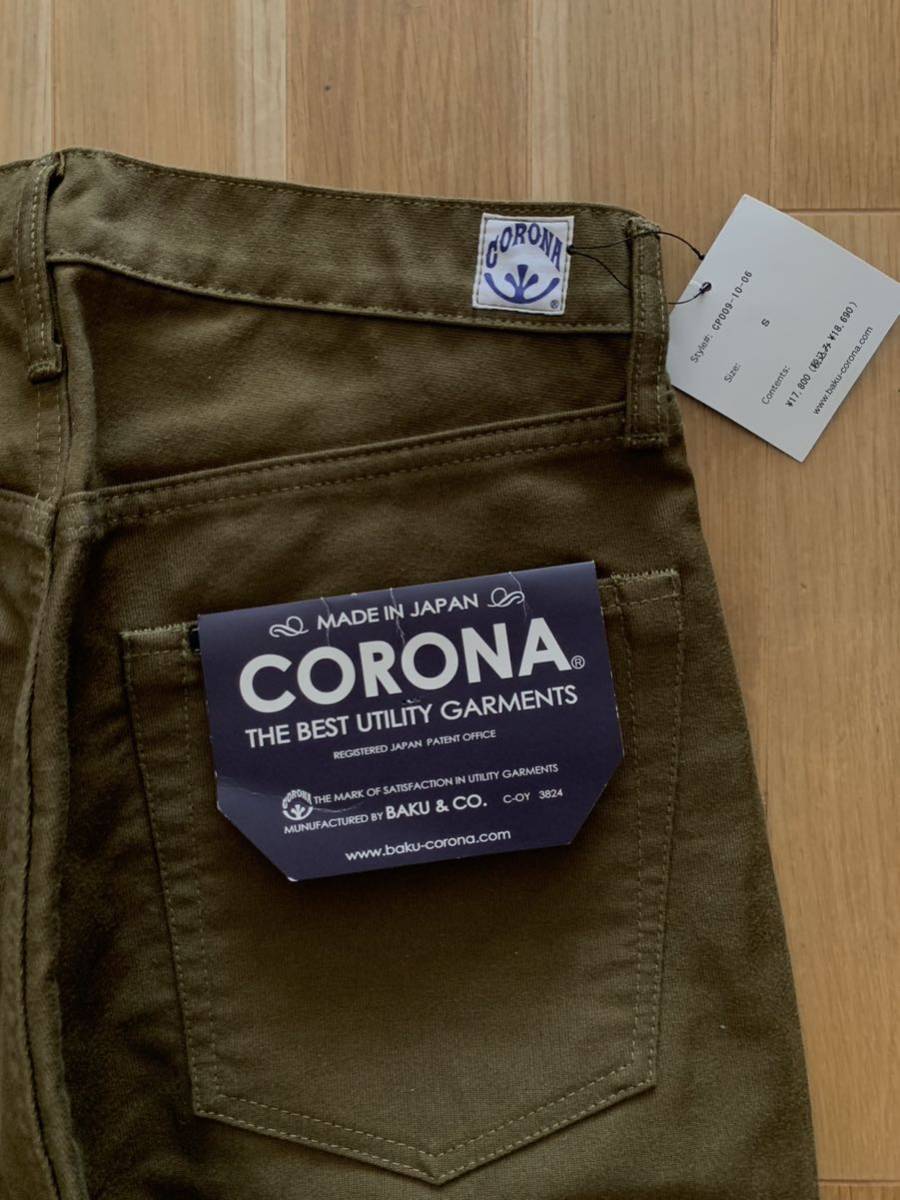 CORONA
®
Style#: CP009-10-06
Size: S
Contents:
¥17,800 (税込み ¥18,690)
www.baku-corona.com
MADE IN JAPAN
CORONA®
THE BEST UTILITY GARMENTS
REGISTERED JAPAN PATENT OFFICE
CORONA THE MARK OF SATISFACTION IN UTILITY GARMENTS
MUNUFACTURED BY BAKU & CO. C-OY 3824
www.baku-corona.com